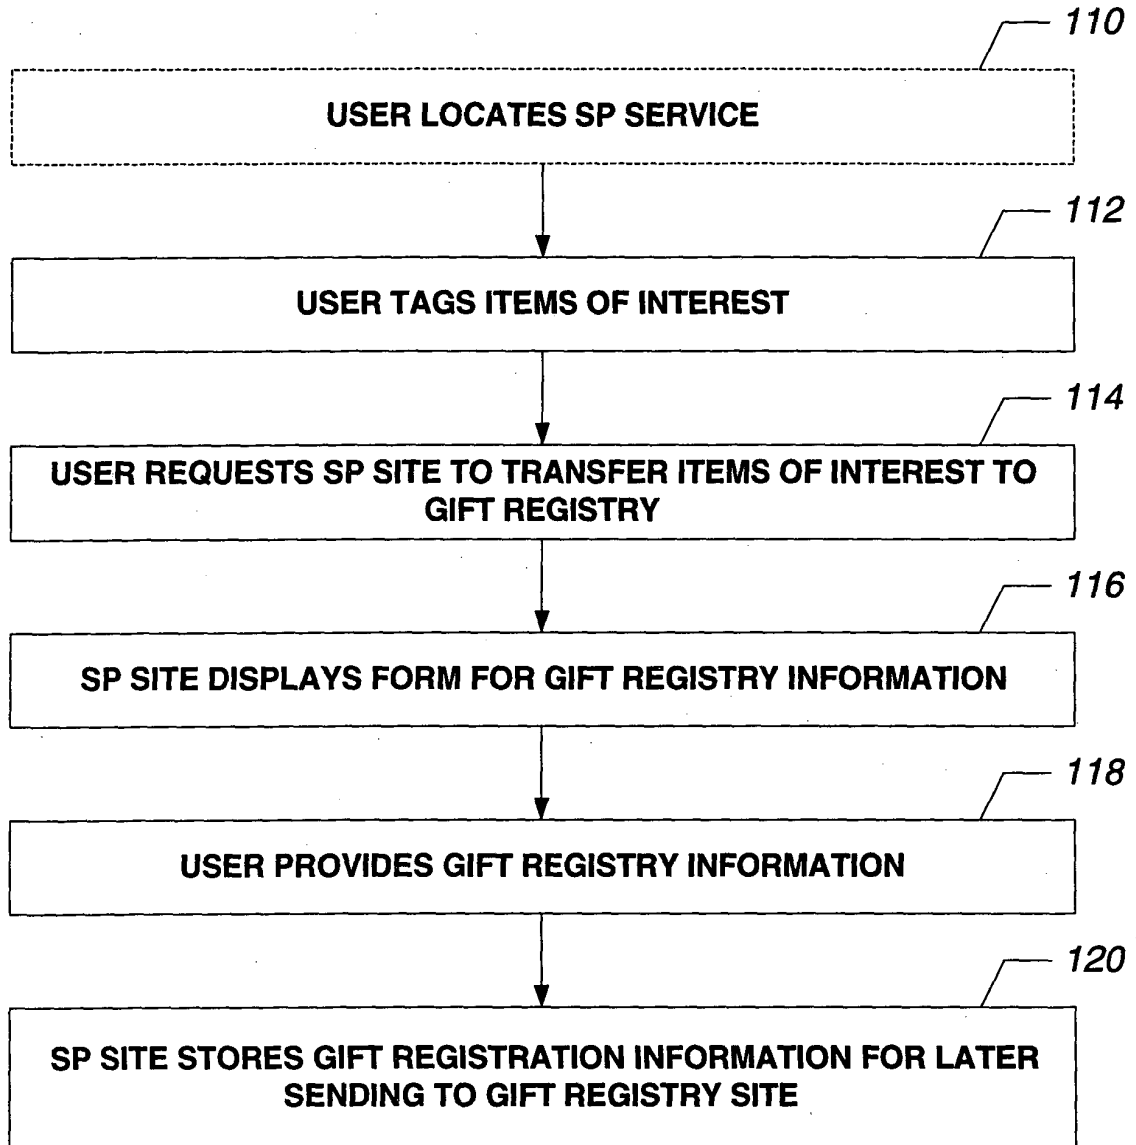 110
USER LOCATES SP SERVICE
112
USER TAGS ITEMS OF INTEREST
114
USER REQUESTS SP SITE TO TRANSFER ITEMS OF INTEREST TO
GIFT REGISTRY
116
SP SITE DISPLAYS FORM FOR GIFT REGISTRY INFORMATION
118
USER PROVIDES GIFT REGISTRY INFORMATION
120
SP SITE STORES GIFT REGISTRATION INFORMATION FOR LATER
SENDING TO GIFT REGISTRY SITE